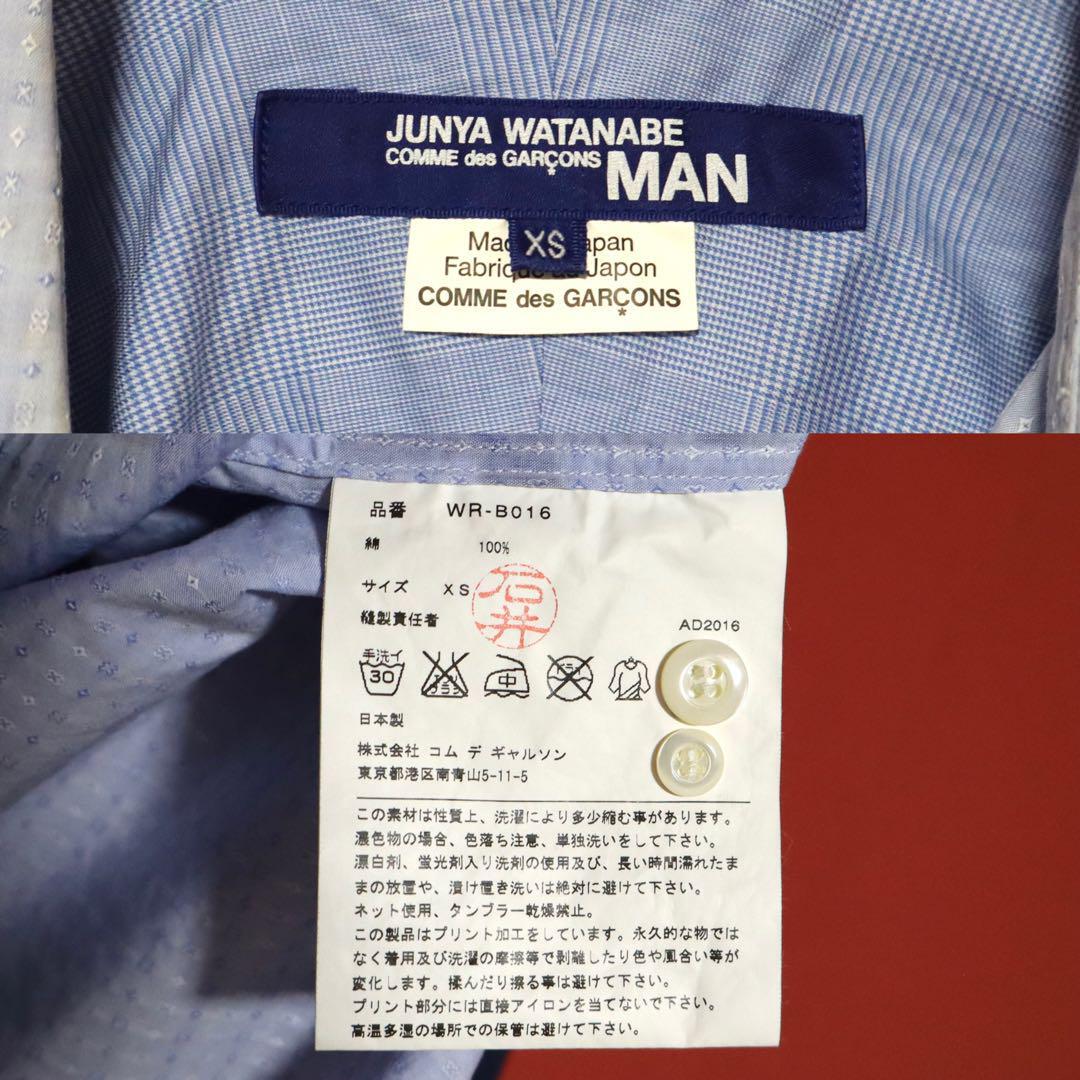 JUNYA WATANABE
COMME des GARÇONS MAN
XS
COMME des GARÇONS
品番 WR-B016
綿 100%
サイズ XS
石井
縫製責任者
AD2016
手洗イ
30
中
日本製
株式会社 コム デ ギャルソン
東京都港区南青山5-11-5
この素材は性質上、洗濯により多少縮む事があります。
濃色物の場合、色落ち注意、単独洗いをして下さい。
漂白剤、蛍光剤入り洗剤の使用及び、長い時間濡れたま
まの放置や、漬け置き洗いは絶対に避けて下さい。
ネット使用、タンブラー乾燥禁止。
この製品はプリント加工をしています。永久的な物では
なく着用及び洗濯の摩擦等で剥離したり色や風合い等が
変化します。揉んだり擦る事は避けて下さい。
プリント部分には直接アイロンを当てないで下さい。
高温多湿の場所での保管は避けて下さい。